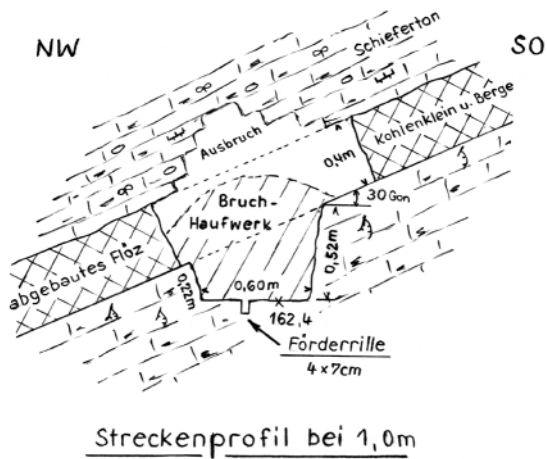 NW
SO
Schieferton
Kohlenklein u. Berge
Ausbruch
0,4m
30 Gon
Bruch-
Haufwerk
0,52m
abgebautes Flöz
0,22m
0,60m
162,4
Förderrille
4 x 7cm
Streckenprofil bei 1,0m